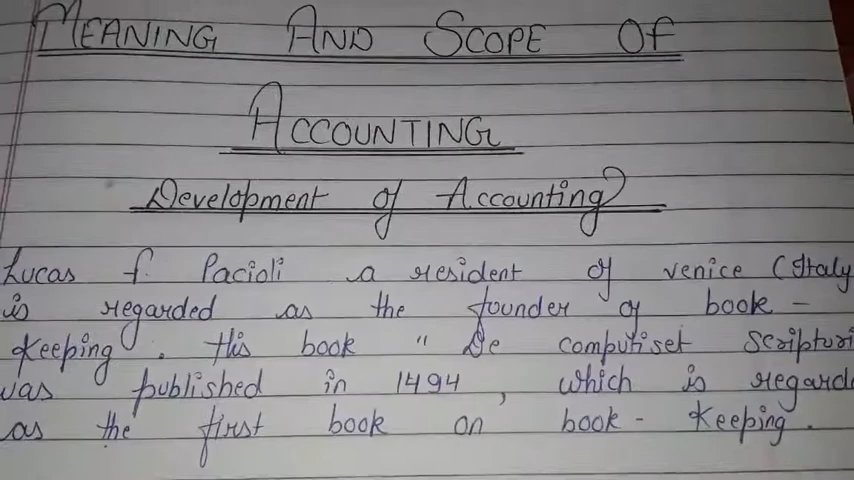 MEANING AND SCOPE OF
ACCOUNTING
Development of Accounting
Lucas f. Pacioli a resident of venice (Italy
is regarded as the founder of book-
keeping. His book " De computiset scripturi
was published in 1494, which is regard
as the first book on book-keeping.